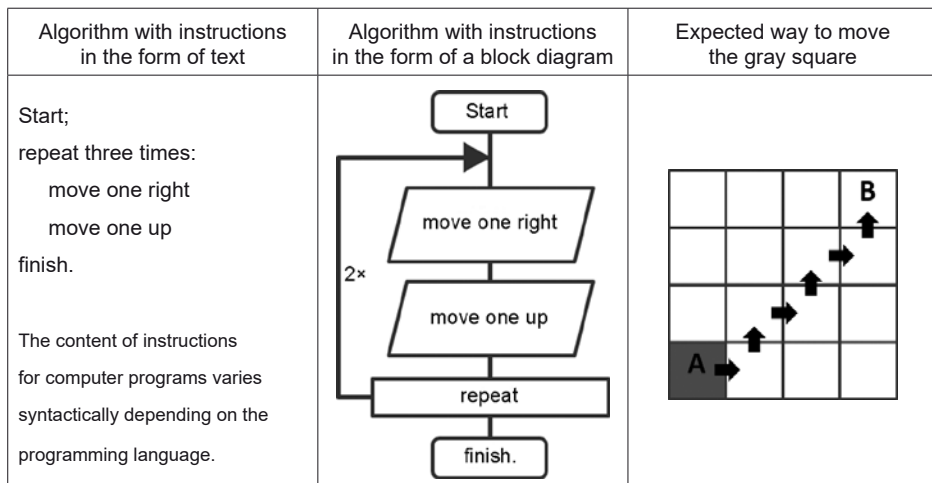 Algorithm with instructions
in the form of text
Algorithm with instructions
in the form of a block diagram
Expected way to move
the gray square
Start;
repeat three times:
move one right
move one up
finish.
The content of instructions
for computer programs varies
syntactically depending on the
programming language.
Start
move one right
2×
move one up
repeat
finish.
B
A